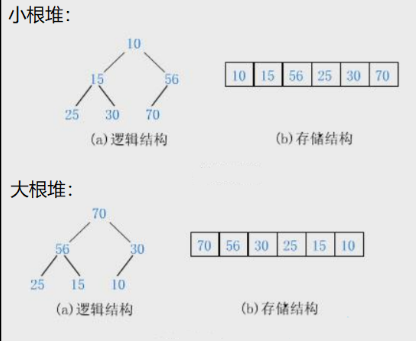 小根堆：
10
15 56
25 30 70
10 15 56 25 30 70
(a)逻辑结构 (b)存储结构
大根堆：
70
56 30
25 15 10
70 56 30 25 15 10
(a)逻辑结构 (b)存储结构